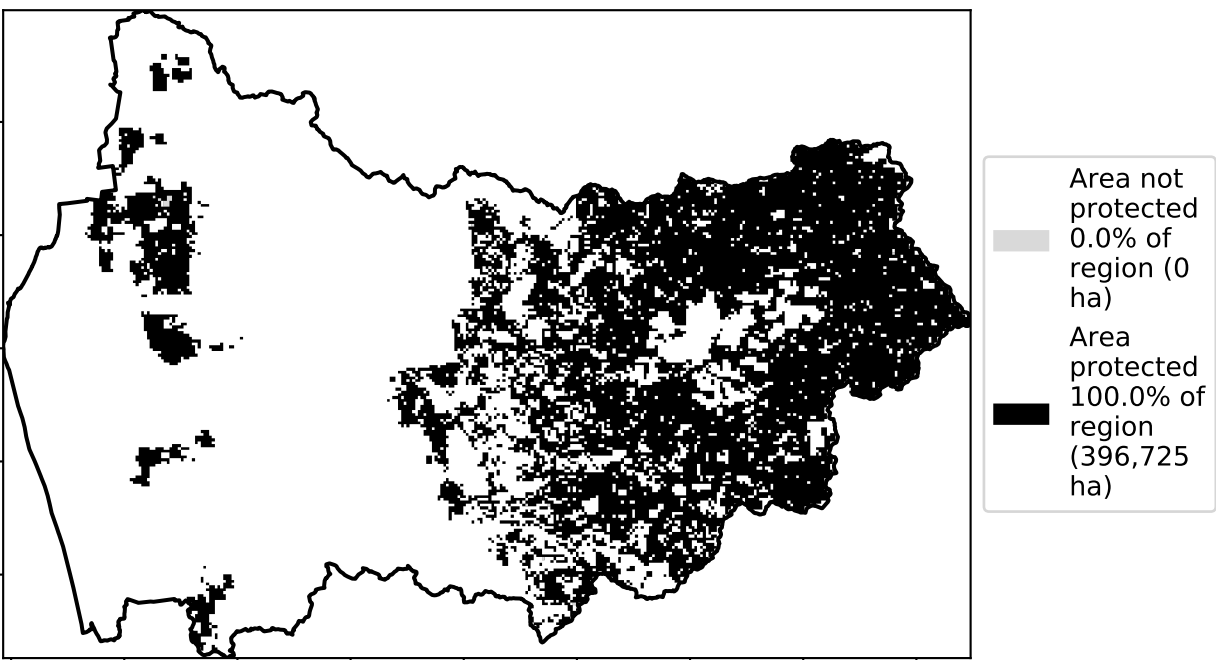 Area not
protected
0.0% of
region (0
ha)
Area
protected
100.0% of
region
(396,725
ha)